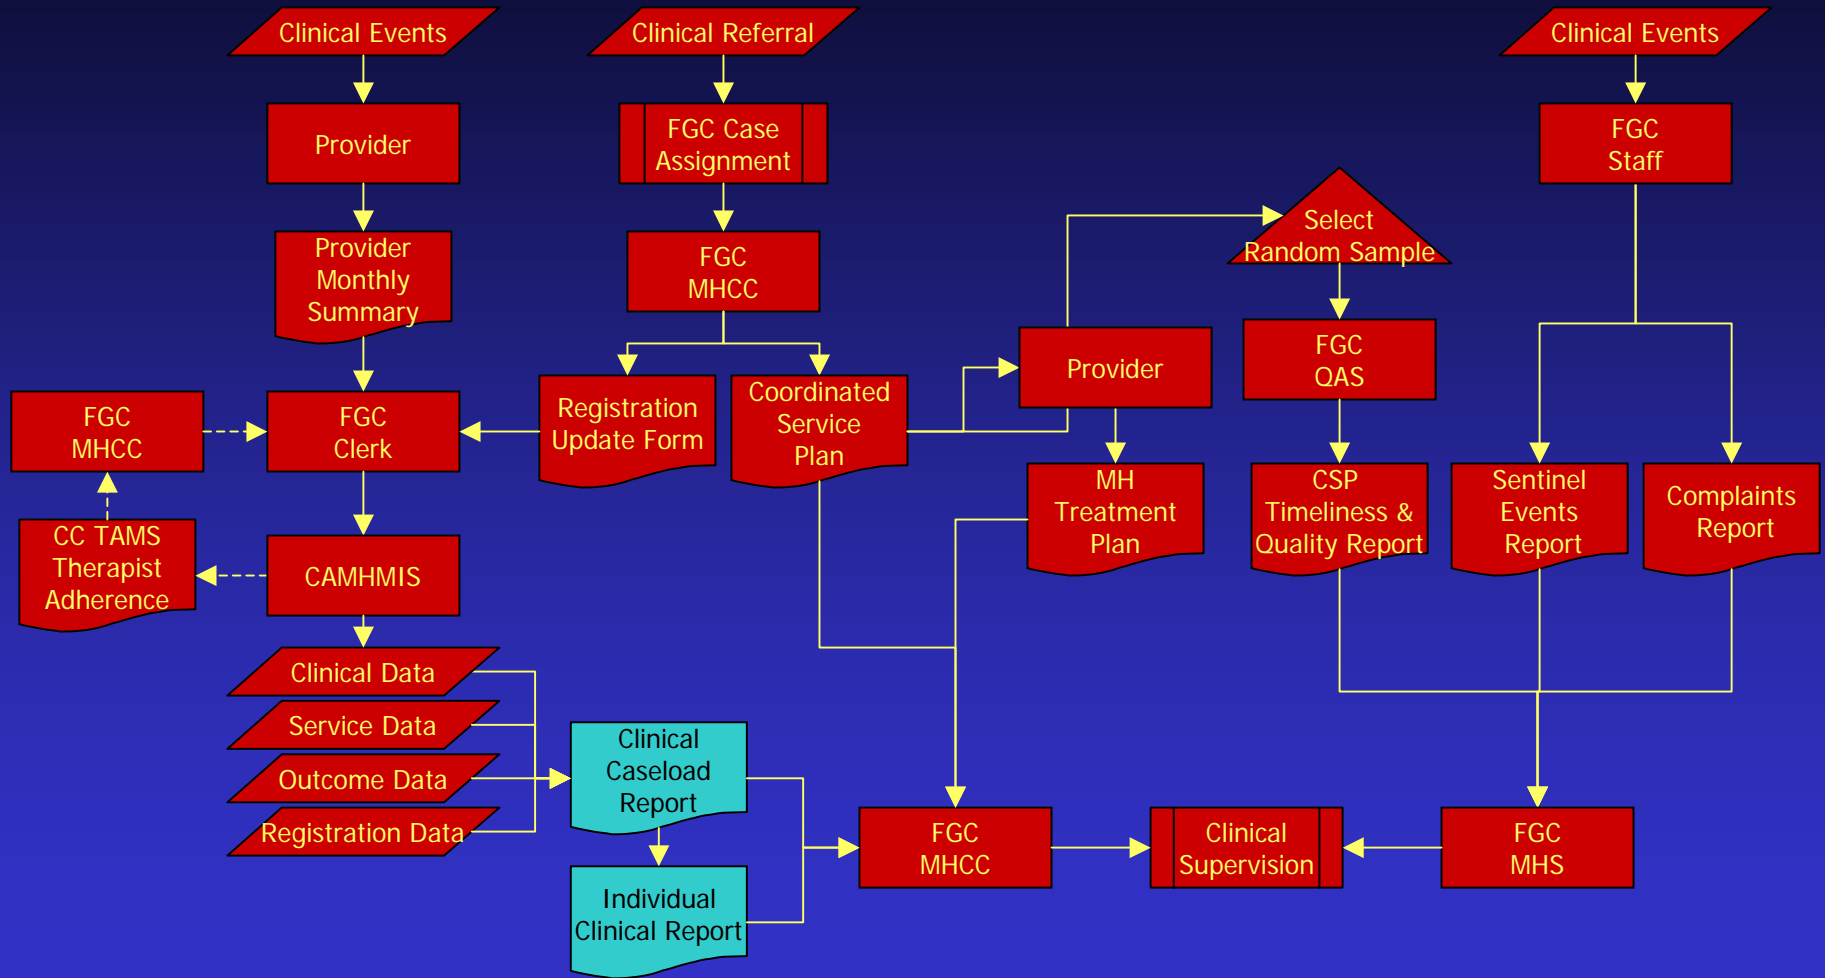 Clinical Events
Clinical Referral
Clinical Events
Provider
FGC Case
Assignment
FGC
Staff
Provider
Monthly
Summary
FGC
MHCC
Select
Random Sample
FGC
QAS
Provider
FGC
MHCC
FGC
Clerk
Registration
Update Form
Coordinated
Service
Plan
MH
Treatment
Plan
CSP
Timeliness &
Quality Report
Sentinel
Events
Report
Complaints
Report
CC TAMS
Therapist
Adherence
CAMHMIS
Clinical Data
Service Data
Outcome Data
Registration Data
Clinical
Caseload
Report
Individual
Clinical Report
FGC
MHCC
Clinical
Supervision
FGC
MHS